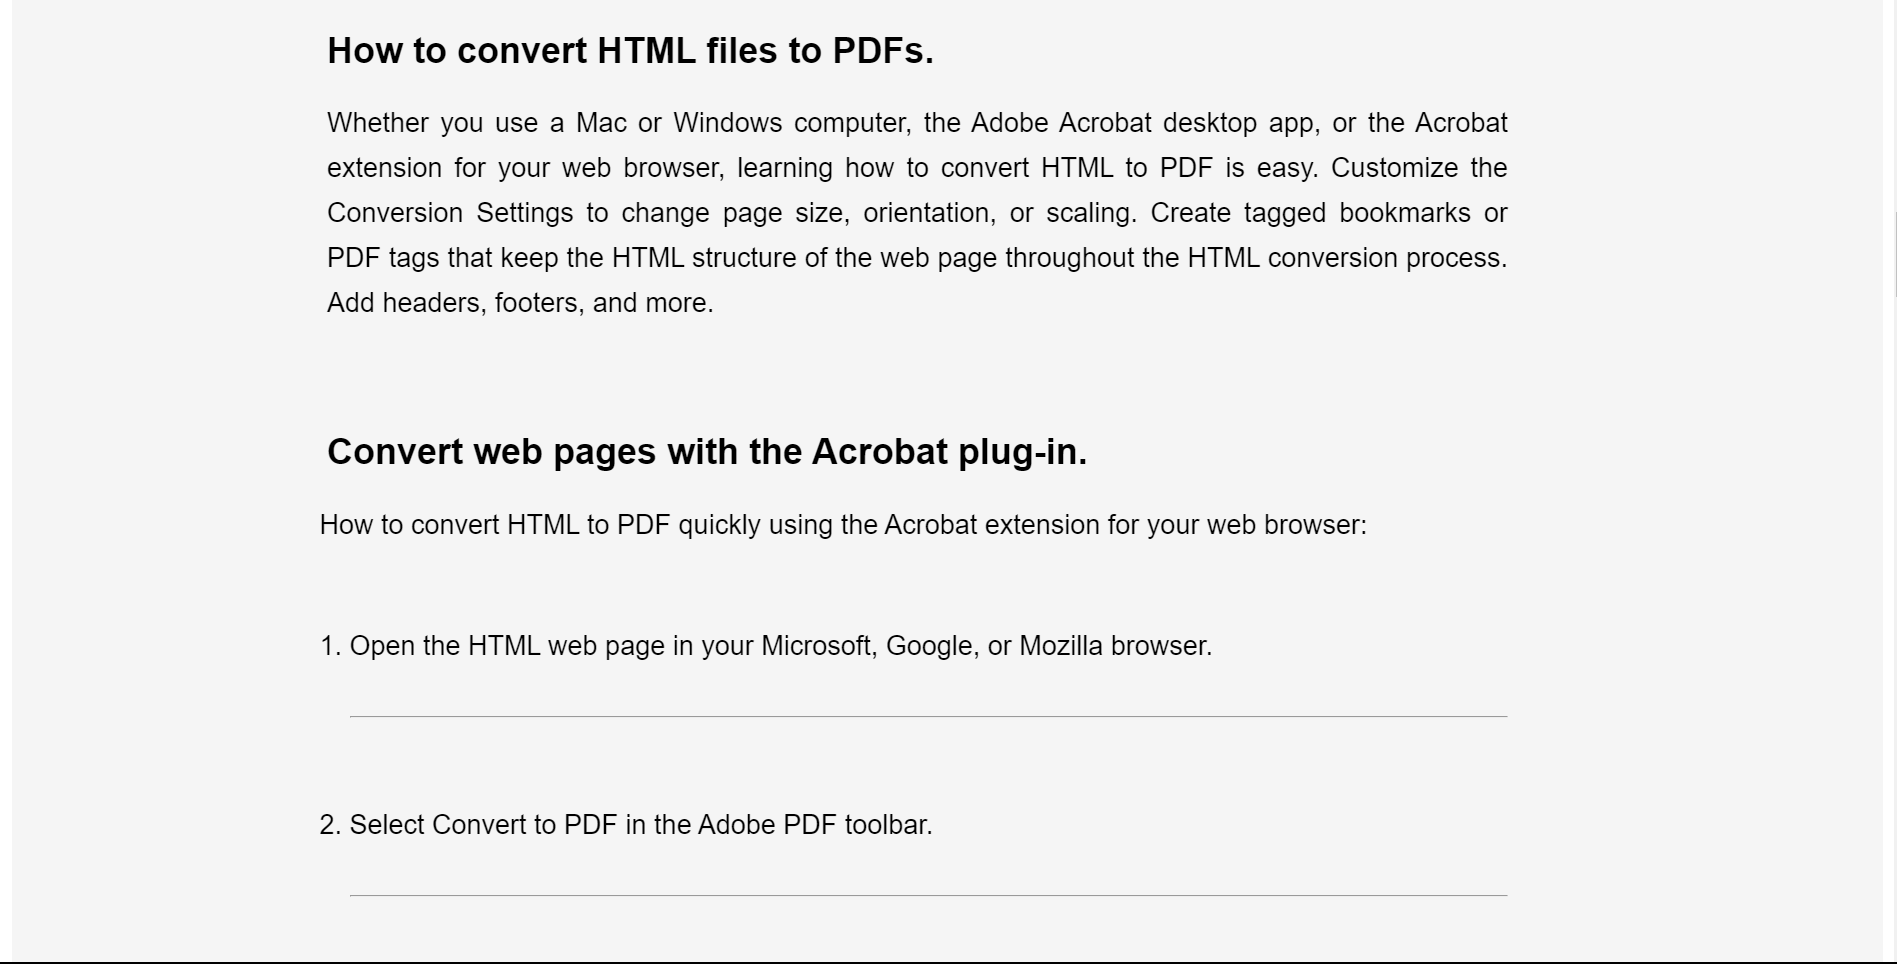 How to convert HTML files to PDFs.
Whether you use a Mac or Windows computer, the Adobe Acrobat desktop app, or the Acrobat
extension for your web browser, learning how to convert HTML to PDF is easy. Customize the
Conversion Settings to change page size, orientation, or scaling. Create tagged bookmarks or
PDF tags that keep the HTML structure of the web page throughout the HTML conversion process.
Add headers, footers, and more.
Convert web pages with the Acrobat plug-in.
How to convert HTML to PDF quickly using the Acrobat extension for your web browser:
1. Open the HTML web page in your Microsoft, Google, or Mozilla browser.
2. Select Convert to PDF in the Adobe PDF toolbar.